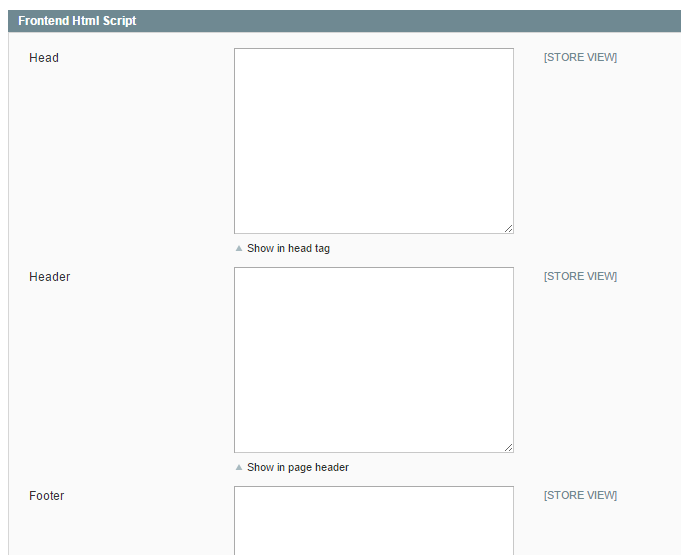 Frontend Html Script
Head
[STORE VIEW]
Show in head tag
Header
[STORE VIEW]
Show in page header
Footer
[STORE VIEW]